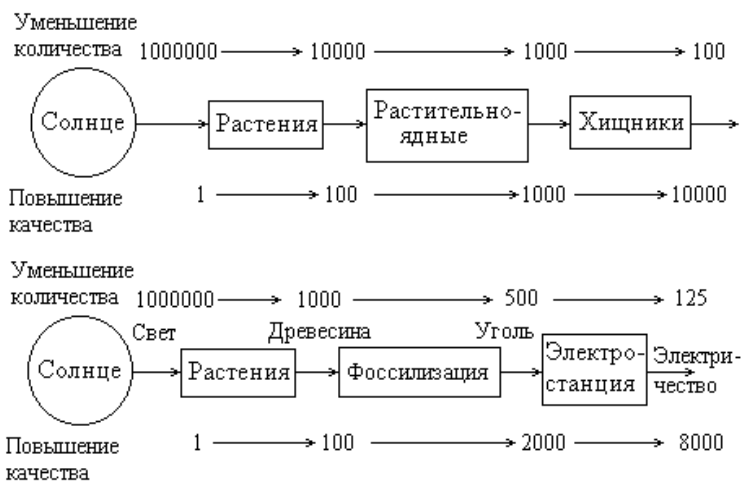 Уменьшение
количества 1000000 10000 1000 100
Солнце Растения Растительно-
ядные Хищники
Повышение
качества 1 100 1000 10000
Уменьшение
количества 1000000 1000 500 125
Свет Древесина Уголь
Солнце Растения Фоссилизация Электро-
станция Электри-
чество
Повышение
качества 1 100 2000 8000